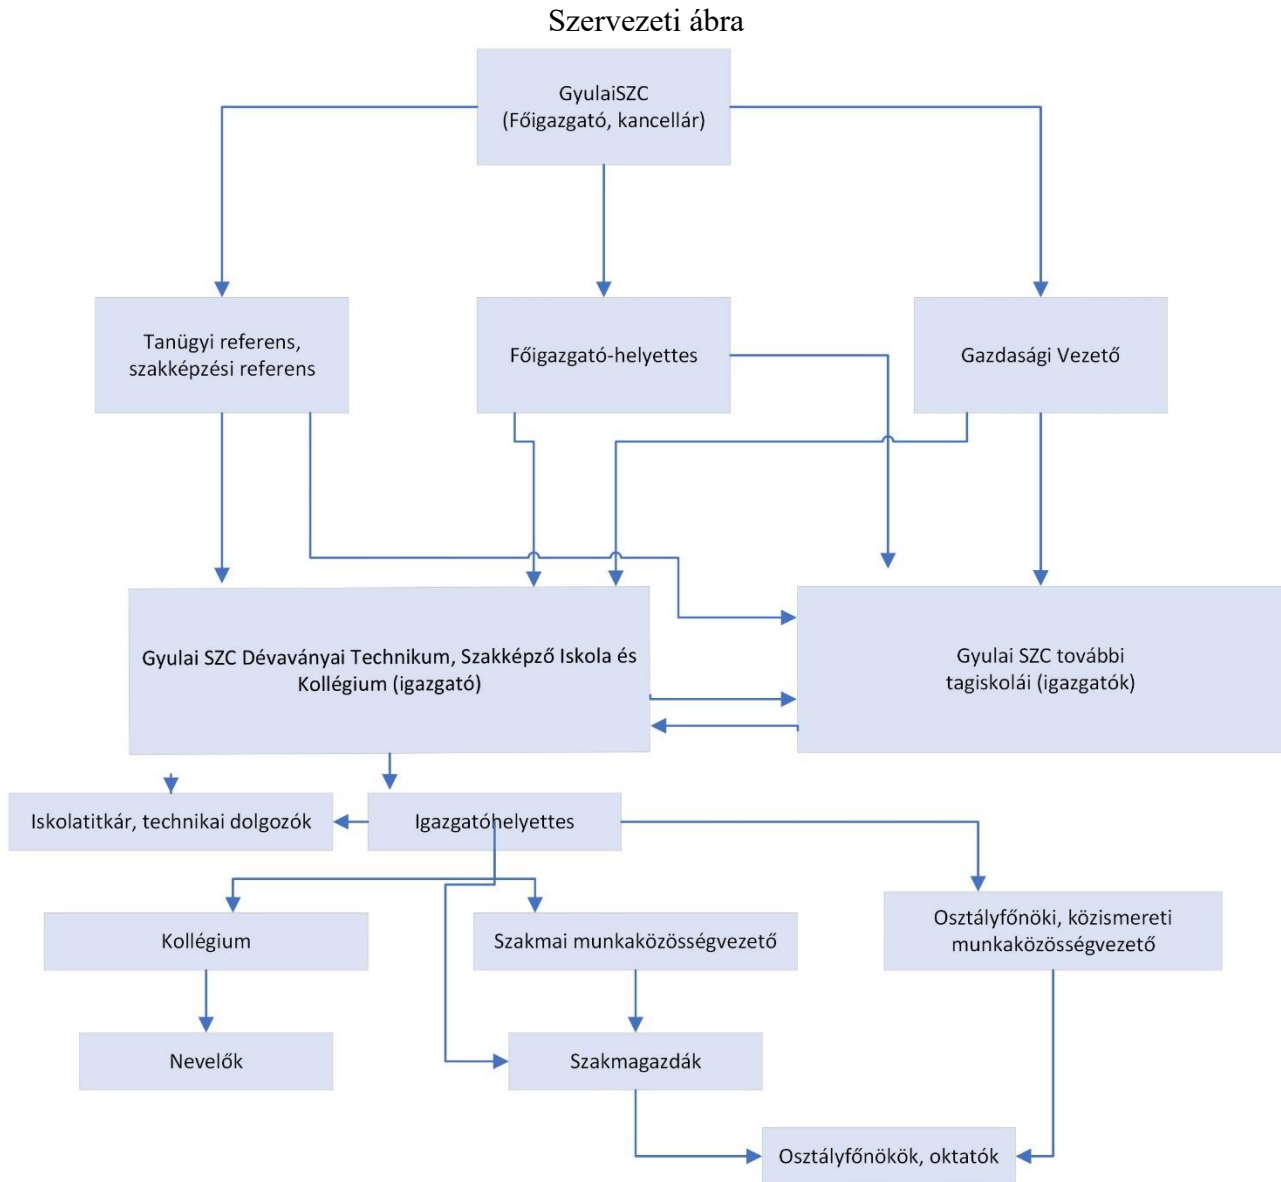 Szervezeti ábra
GyulaiSZC
(Főigazgató, kancellár)
Tanügyi referens,
szakképzési referens
Főigazgató-helyettes
Gazdasági Vezető
Gyulai SZC Dévaványai Technikum, Szakképző Iskola és
Kollégium (igazgató)
Gyulai SZC további
tagiskolái (igazgatók)
Iskolatitkár, technikai dolgozók
Igazgatóhelyettes
Kollégium
Szakmai munkaközösségvezető
Osztályfőnöki, közismereti
munkaközösségvezető
Nevelők
Szakmagazdák
Osztályfőnökök, oktatók